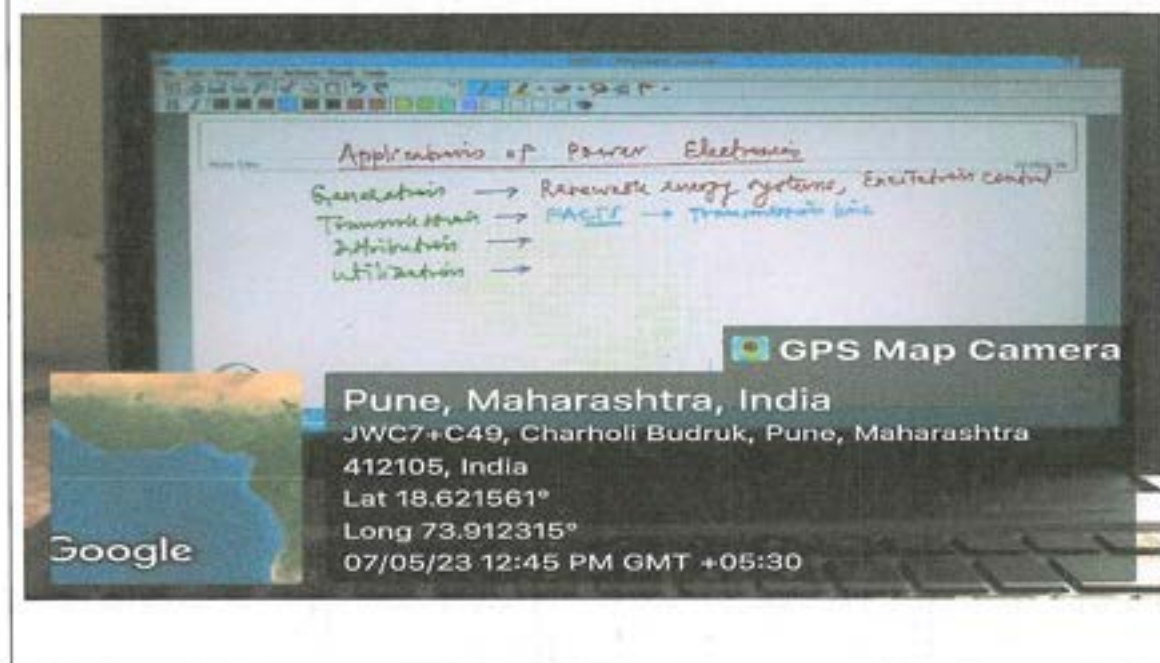 Applications of Power Electronics
Generation → Renewable energy systems, Excitation control
Transmission → FACTS → Transmission line
Distribution →
Utilization →
GPS Map Camera
Pune, Maharashtra, India
JWC7+C49, Charholi Budruk, Pune, Maharashtra
412105, India
Lat 18.621561°
Long 73.912315°
07/05/23 12:45 PM GMT +05:30
Google